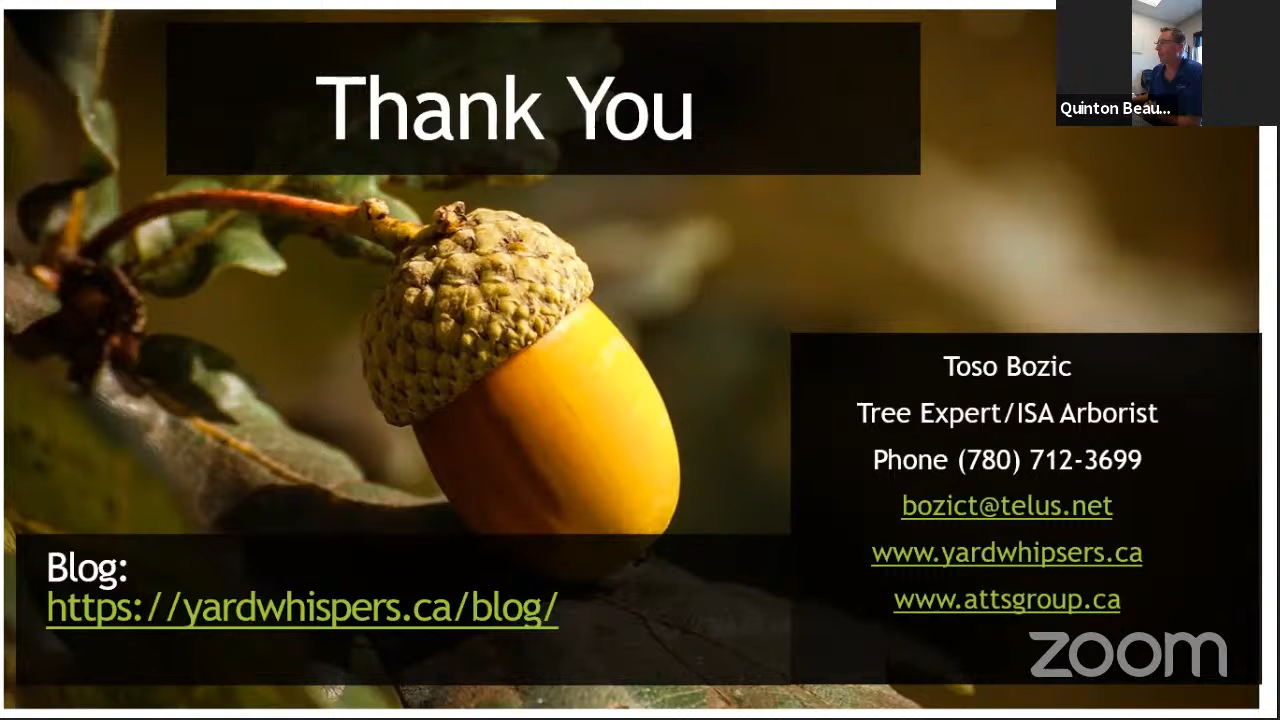 Thank You
Quinton Beau...
Toso Bozic
Tree Expert/ISA Arborist
Phone (780) 712-3699
bozict@telus.net
www.yardwhipsers.ca
www.attsgroup.ca
Blog:
https://yardwhispers.ca/blog/
zoom